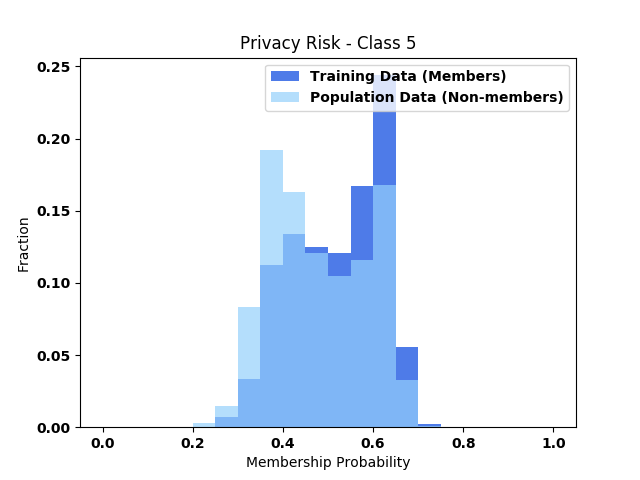 Privacy Risk - Class 5
Training Data (Members)
Population Data (Non-members)
Fraction
0.25
0.20
0.15
0.10
0.05
0.00
0.0 0.2 0.4 0.6 0.8 1.0
Membership Probability